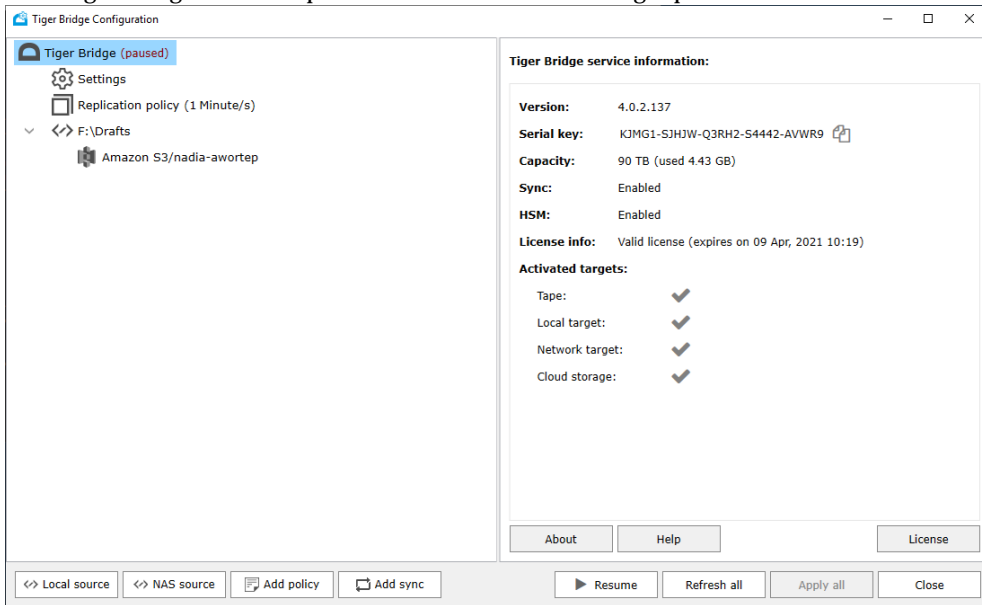 Tiger Bridge Configuration
Tiger Bridge (paused)
Settings
Replication policy (1 Minute/s)
F:\Drafts
Amazon S3/nadia-awortep
Tiger Bridge service information:
Version: 4.0.2.137
Serial key: KJMG1-SJHJW-Q3RH2-S4442-AVWR9
Capacity: 90 TB (used 4.43 GB)
Sync: Enabled
HSM: Enabled
License info: Valid license (expires on 09 Apr, 2021 10:19)
Activated targets:
Tape:
Local target:
Network target:
Cloud storage:
About Help License
Local source NAS source Add policy Add sync Resume Refresh all Apply all Close